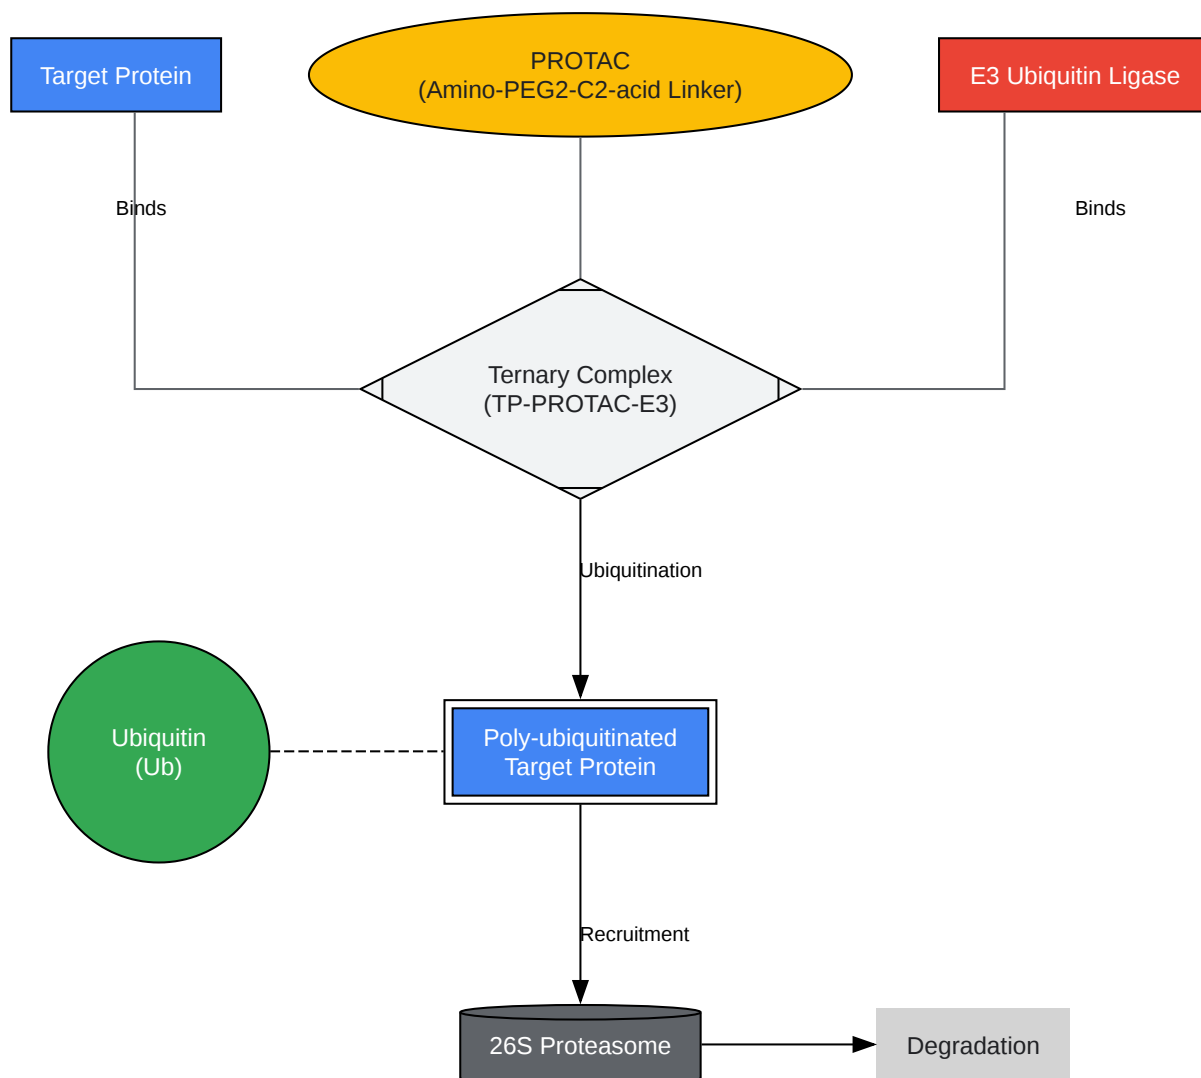 Target Protein
PROTAC
(Amino-PEG2-C2-acid Linker)
E3 Ubiquitin Ligase
Binds
Binds
Ternary Complex
(TP-PROTAC-E3)
Ubiquitination
Ubiquitin
(Ub)
Poly-ubiquitinated
Target Protein
Recruitment
26S Proteasome
Degradation